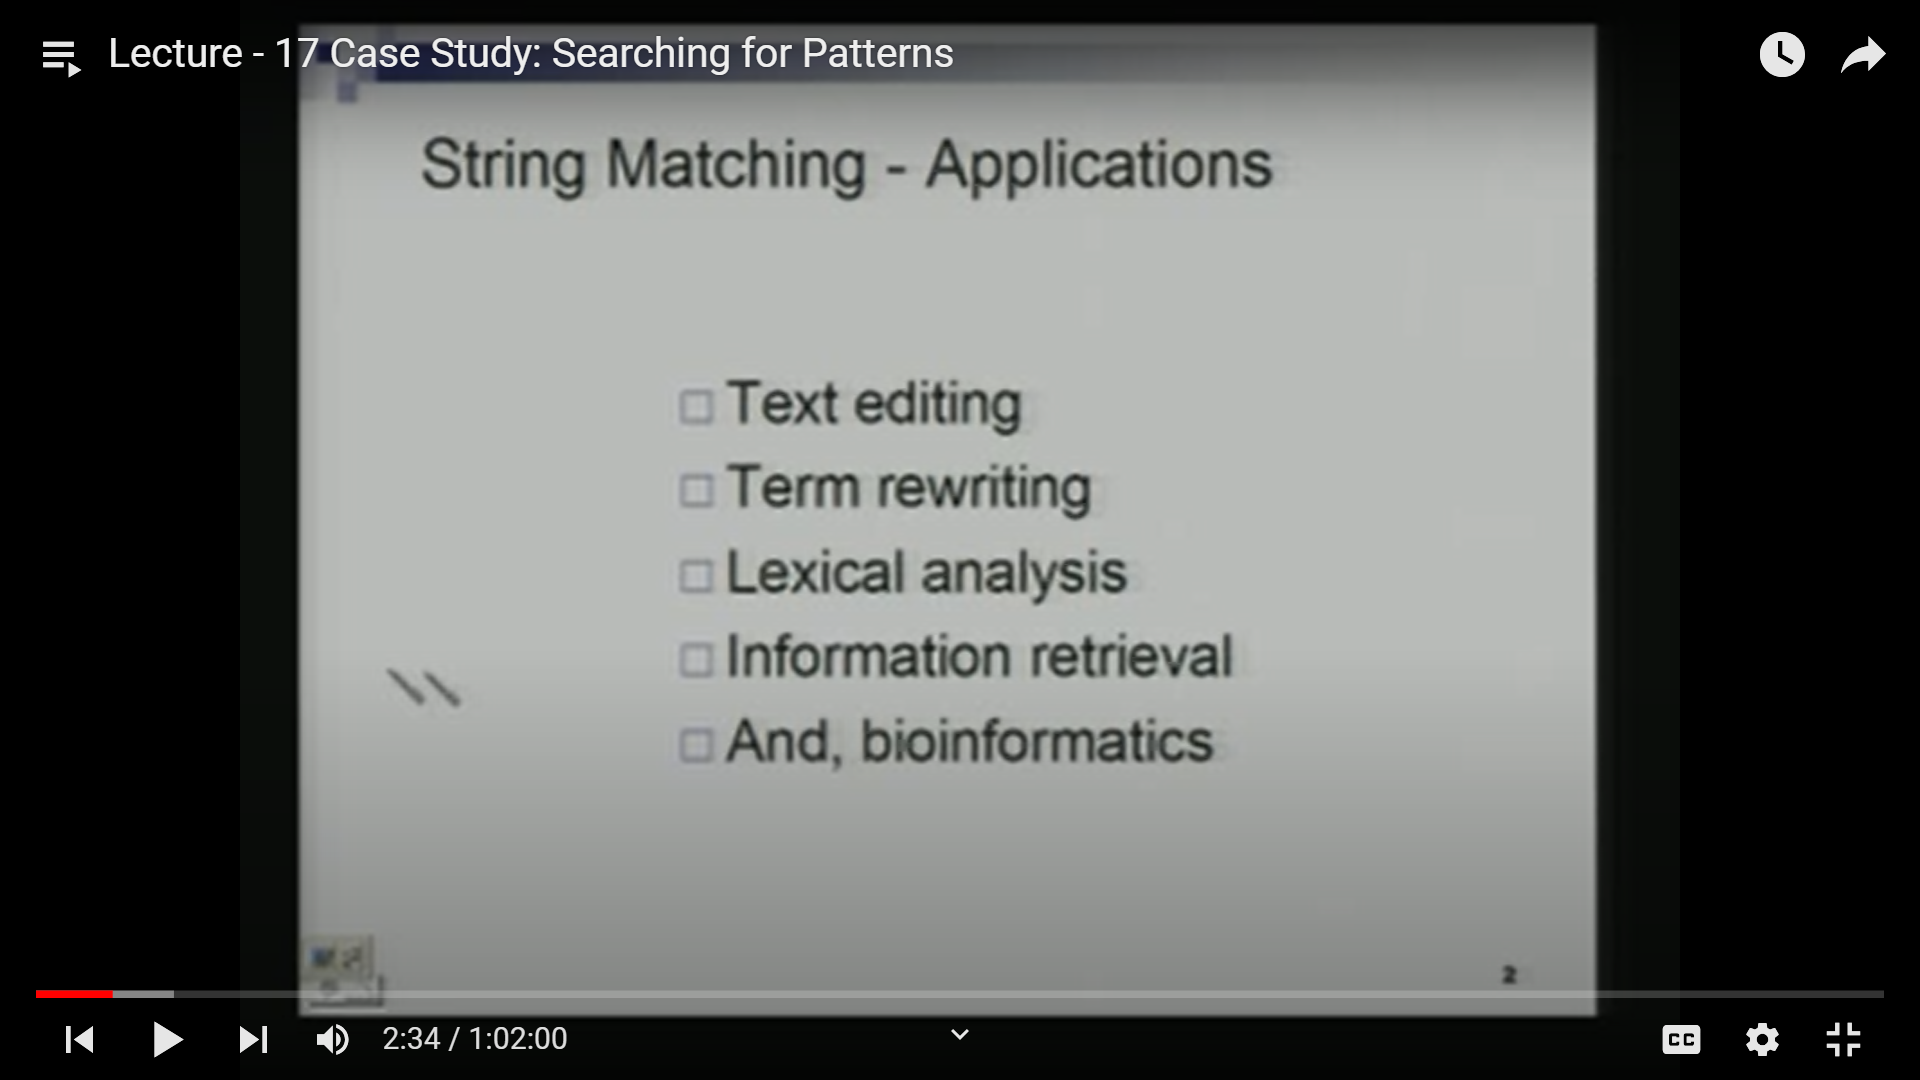 Lecture - 17 Case Study: Searching for Patterns
String Matching - Applications
Text editing
Term rewriting
Lexical analysis
Information retrieval
And, bioinformatics
2
2:34 / 1:02:00
CC